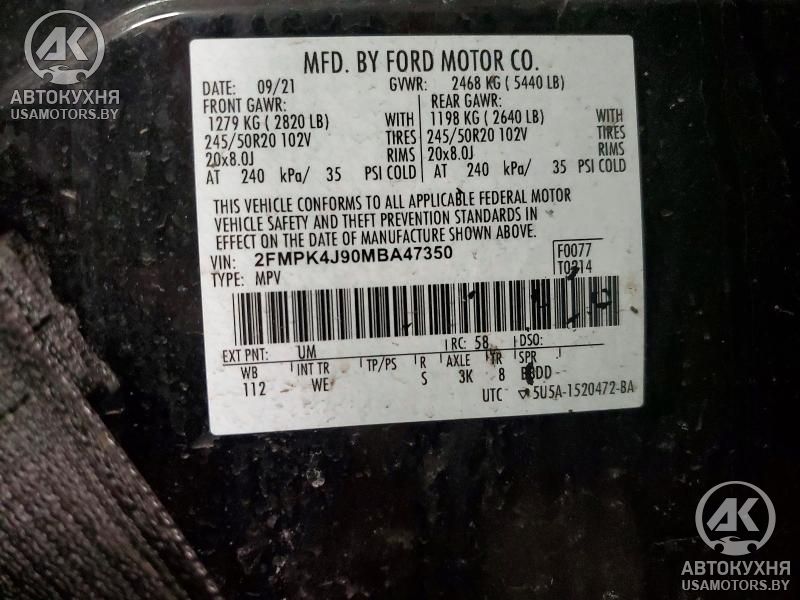 АК
АВТОКУХНЯ
USAMOTORS.BY
MFD. BY FORD MOTOR CO.
DATE: 09/21 GVWR: 2468 KG ( 5440 LB)
FRONT GAWR: REAR GAWR:
1279 KG ( 2820 LB) WITH 1198 KG ( 2640 LB) WITH
245/50R20 102V TIRES 245/50R20 102V TIRES
20x8.0J RIMS 20x8.0J RIMS
AT 240 kPa/ 35 PSI COLD AT 240 kPa/ 35 PSI COLD
THIS VEHICLE CONFORMS TO ALL APPLICABLE FEDERAL MOTOR
VEHICLE SAFETY AND THEFT PREVENTION STANDARDS IN
EFFECT ON THE DATE OF MANUFACTURE SHOWN ABOVE.
VIN: 2FMPK4J90MBA47350 F0077
TYPE: MPV T0214
EXT PNT: UM RC: 58 DSO:
WB INT TR TP/PS R AXLE TR SPR
112 WE S 3K 8 BBDD
UTC 5U5A-1520472-BA
АК
АВТОКУХНЯ
USAMOTORS.BY